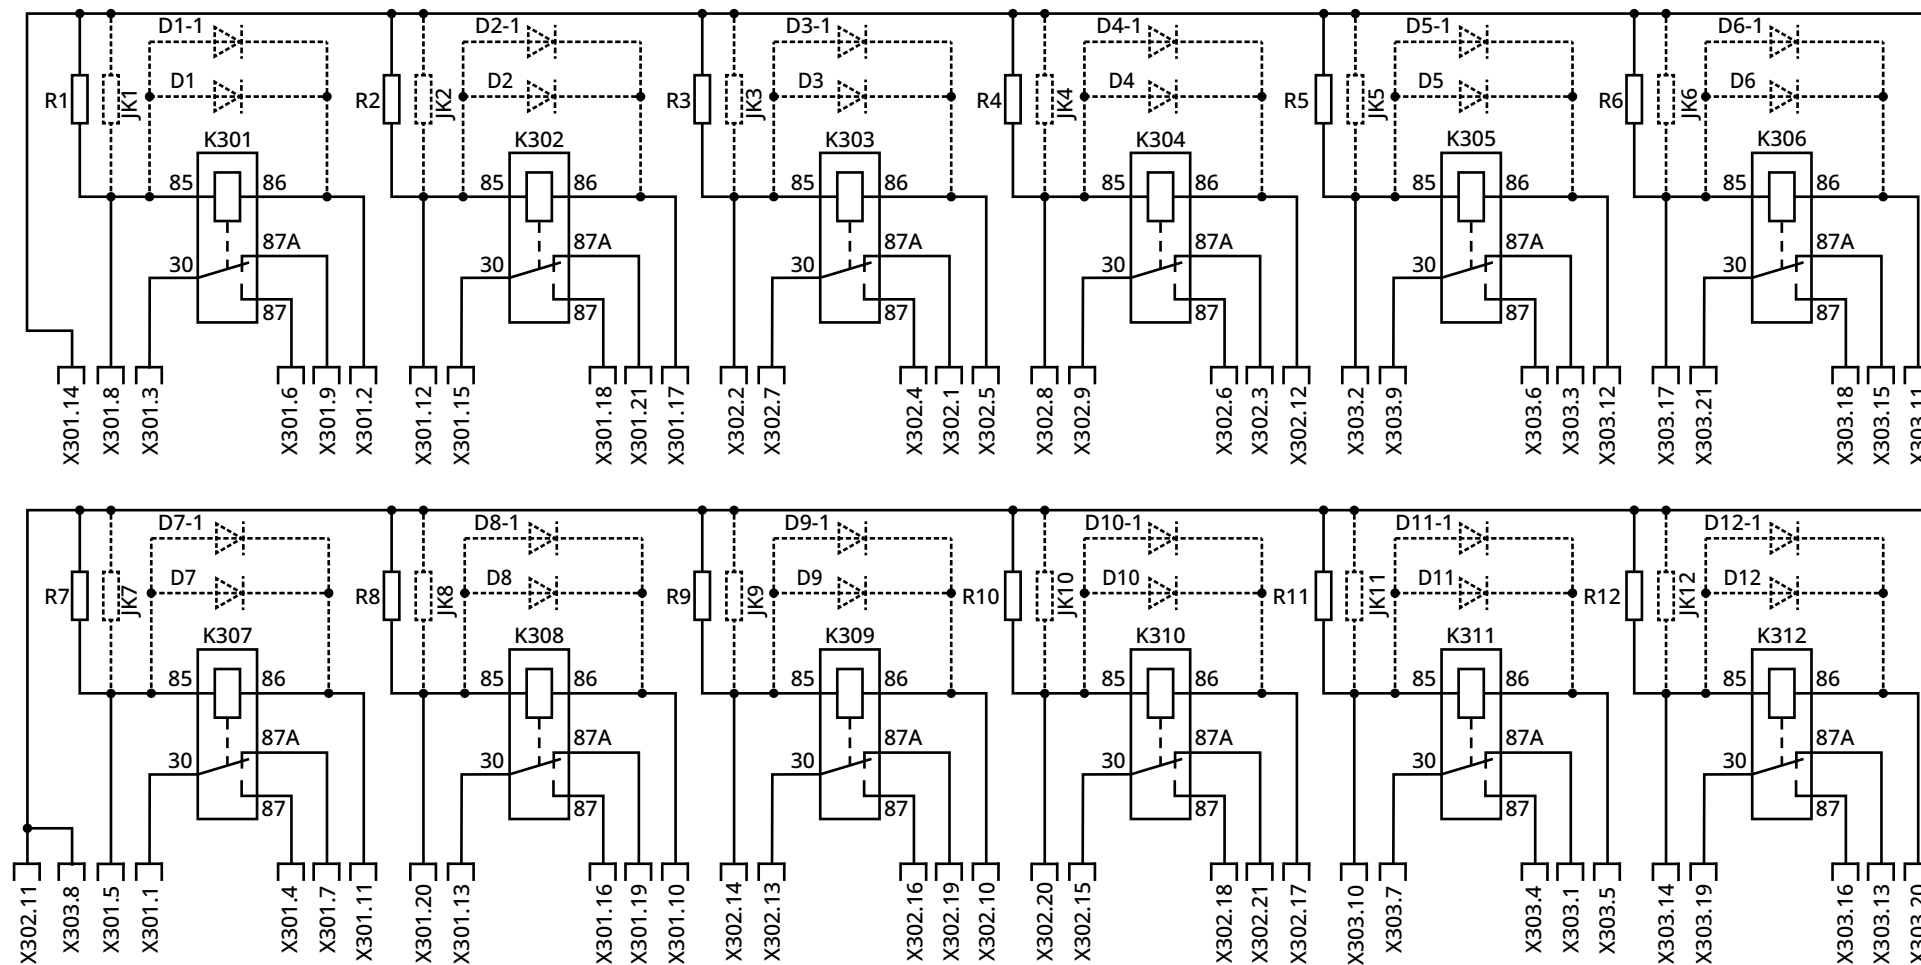 D1-1 D2-1 D3-1 D4-1 D5-1 D6-1
D1 D2 D3 D4 D5 D6
R1 JK1 R2 JK2 R3 JK3 R4 JK4 R5 JK5 R6 JK6
K301 K302 K303 K304 K305 K306
85 86 85 86 85 86 85 86 85 86 85 86
87A 87A 87A 87A 87A 87A
30 30 30 30 30 30
87 87 87 87 87 87
X301.14 X301.8 X301.3 X301.6 X301.9 X301.2 X301.12 X301.15 X301.18 X301.21 X301.17 X302.2 X302.7 X302.4 X302.1 X302.5 X302.8 X302.9 X302.6 X302.3 X302.12 X303.2 X303.9 X303.6 X303.3 X303.12 X303.17 X303.21 X303.18 X303.15 X303.11
D7-1 D8-1 D9-1 D10-1 D11-1 D12-1
D7 D8 D9 D10 D11 D12
R7 JK7 R8 JK8 R9 JK9 R10 JK10 R11 JK11 R12 JK12
K307 K308 K309 K310 K311 K312
85 86 85 86 85 86 85 86 85 86 85 86
87A 87A 87A 87A 87A 87A
30 30 30 30 30 30
87 87 87 87 87 87
X302.11 X303.8 X301.5 X301.1 X301.4 X301.7 X301.11 X301.20 X301.13 X301.16 X301.19 X301.10 X302.14 X302.13 X302.16 X302.19 X302.10 X302.20 X302.15 X302.18 X302.21 X302.17 X303.10 X303.7 X303.4 X303.1 X303.5 X303.14 X303.19 X303.16 X303.13 X303.20